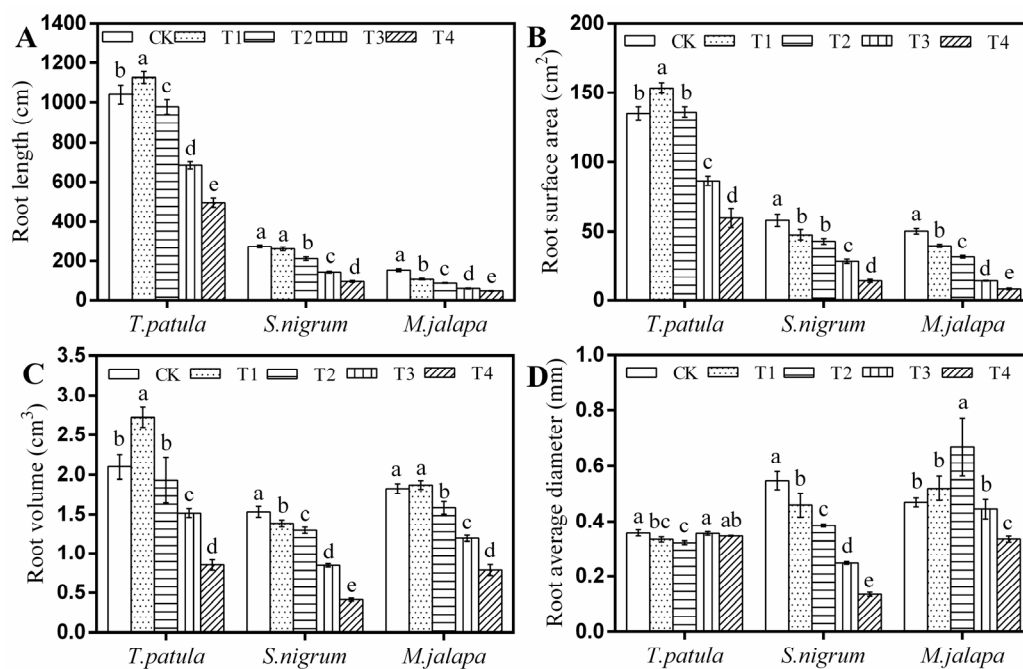 A
Root length (cm)
1400
1200
1000
800
600
400
200
0
CK T1 T2 T3 T4
b a c d e
a a b c d
a b c d e
T.patula S.nigrum M.jalapa
B
Root surface area (cm²)
200
150
100
50
0
CK T1 T2 T3 T4
b a b c d
a b b c d
a b c d e
T.patula S.nigrum M.jalapa
C
Root volume (cm³)
3.5
3.0
2.5
2.0
1.5
1.0
0.5
0.0
CK T1 T2 T3 T4
b a b c d
a b c d e
a a b c d
T.patula S.nigrum M.jalapa
D
Root average diameter (mm)
1.0
0.8
0.6
0.4
0.2
0.0
CK T1 T2 T3 T4
a bc c a ab
a b c d e
b b a b c
T.patula S.nigrum M.jalapa